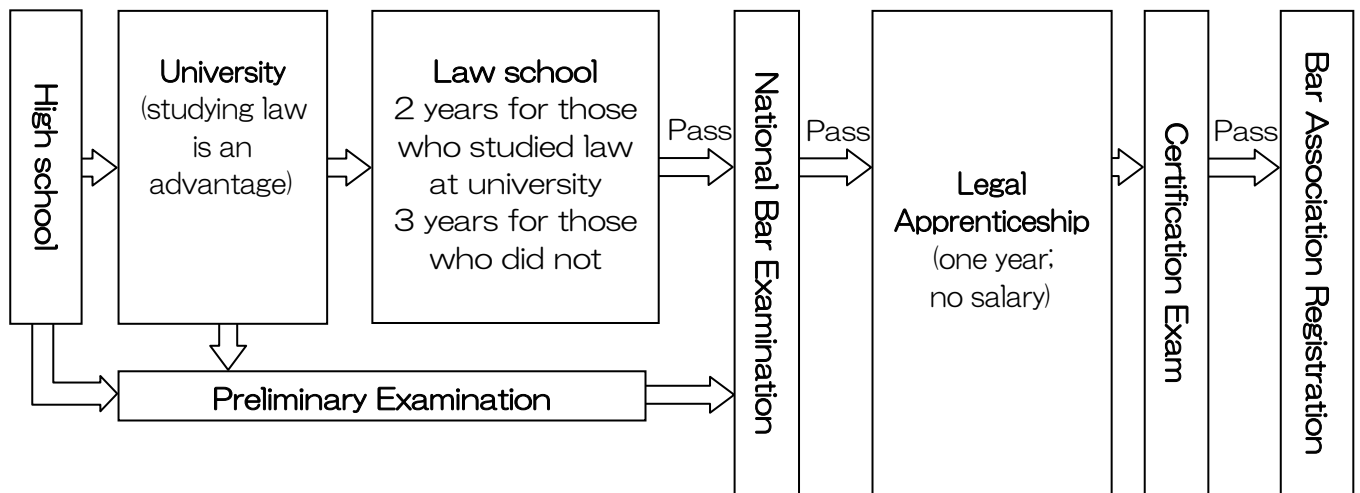 High school
University
(studying law
is an
advantage)
Law school
2 years for those
who studied law
at university
3 years for those
who did not
Pass
National Bar Examination
Pass
Legal
Apprenticeship
(one year;
no salary)
Certification Exam
Pass
Bar Association Registration
Preliminary Examination